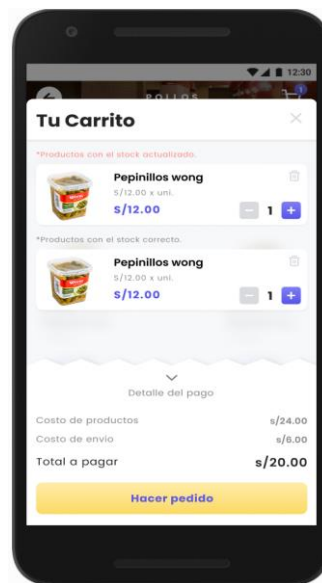 12:30
POLLOS
1
Tu Carrito
*Productos con el stock actualizado.
Pepinillos wong
S/12.00 x uni.
S/12.00
1
*Productos con el stock correcto.
Pepinillos wong
S/12.00 x uni.
S/12.00
1
Detalle del pago
Costo de productos s/24.00
Costo de envio s/6.00
Total a pagar s/20.00
Hacer pedido